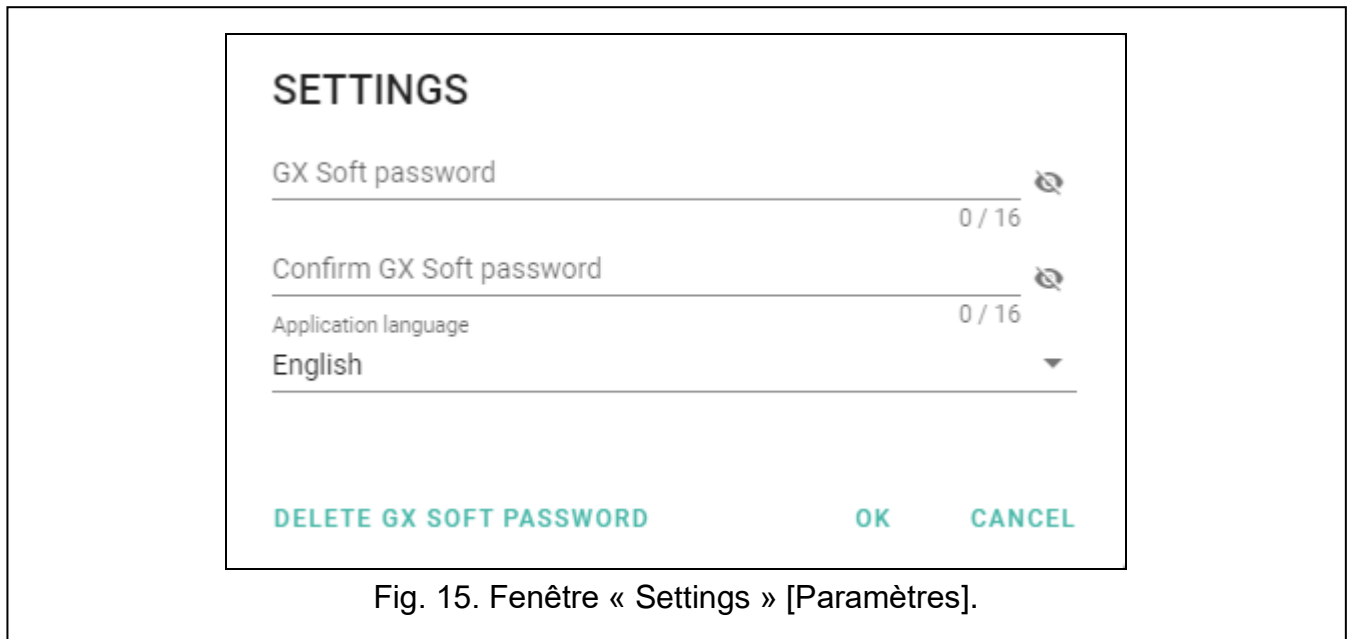 SETTINGS
GX Soft password
0 / 16
Confirm GX Soft password
0 / 16
Application language
English
DELETE GX SOFT PASSWORD OK CANCEL
Fig. 15. Fenêtre « Settings » [Paramètres].